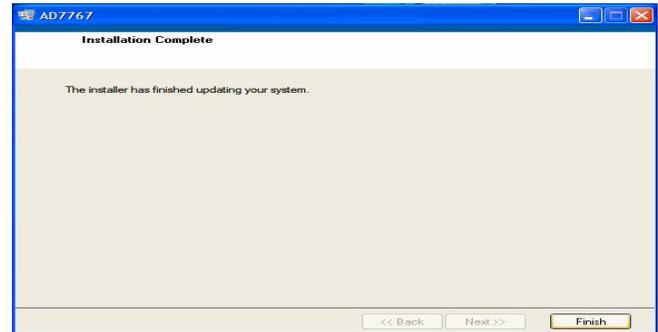 AD7767
Installation Complete
The installer has finished updating your system.
<< Back Next >> Finish